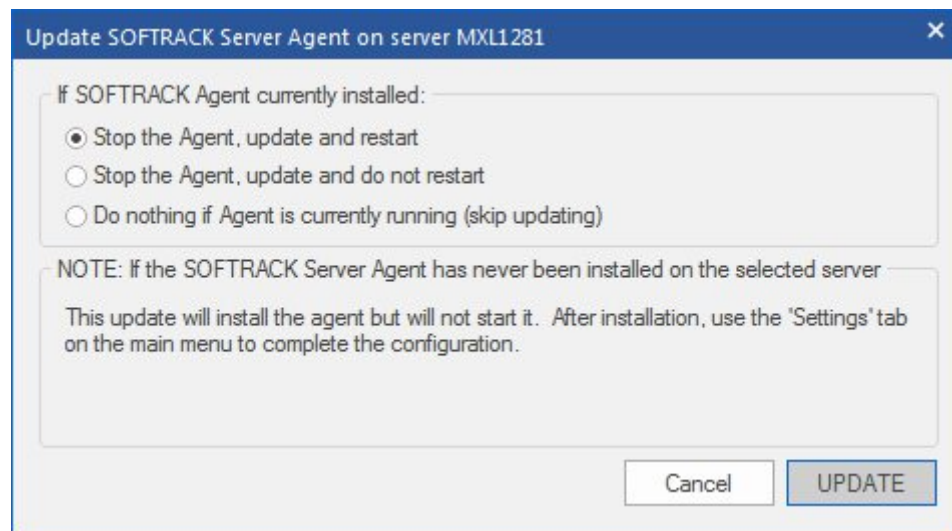 Update SOFTRACK Server Agent on server MXL1281
If SOFTRACK Agent currently installed:
Stop the Agent, update and restart
Stop the Agent, update and do not restart
Do nothing if Agent is currently running (skip updating)
NOTE: If the SOFTRACK Server Agent has never been installed on the selected server
This update will install the agent but will not start it. After installation, use the "Settings" tab
on the main menu to complete the configuration.
Cancel
UPDATE